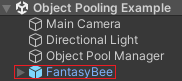 Object Pooling Example
Main Camera
Directional Light
Object Pool Manager
FantasyBee